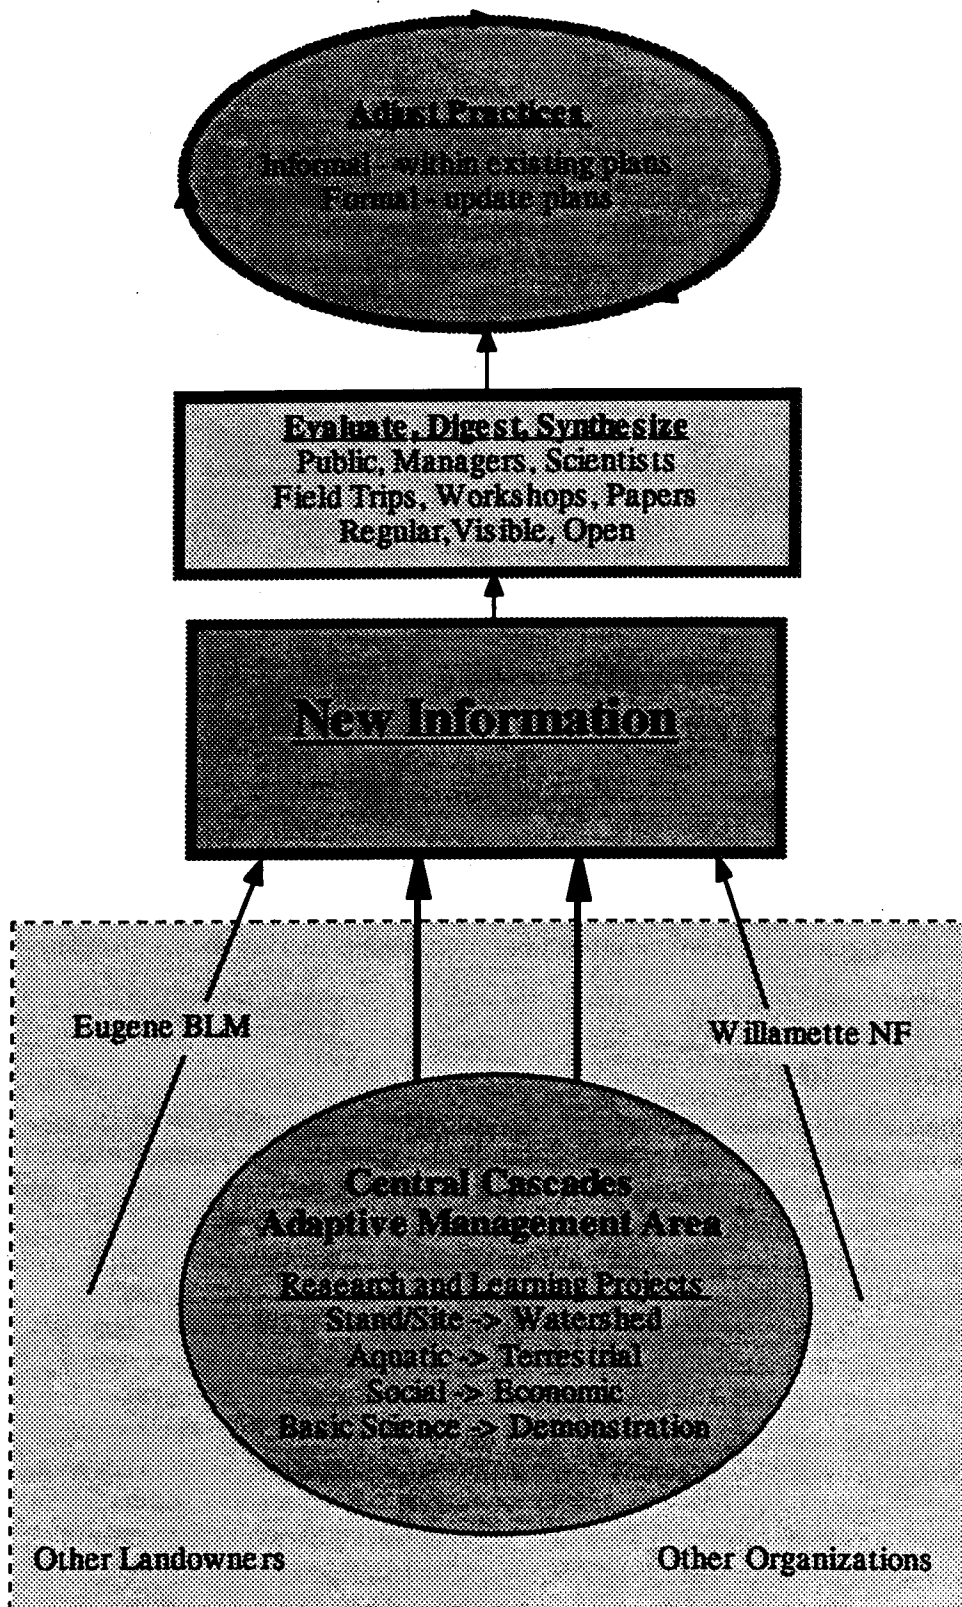 Adjust Practices
Informal - within existing plans
Formal - update plans
Evaluate, Digest, Synthesize
Public, Managers, Scientists
Field Trips, Workshops, Papers
Regular,Visible, Open
New Information
Eugene BLM
Willamette NF
Central Cascades
Adaptive Management Area
Research and Learning Projects
Stand/Site -> Watershed
Aquatic -> Terrestrial
Social -> Economic
Basic Science -> Demonstration
Other Landowners
Other Organizations